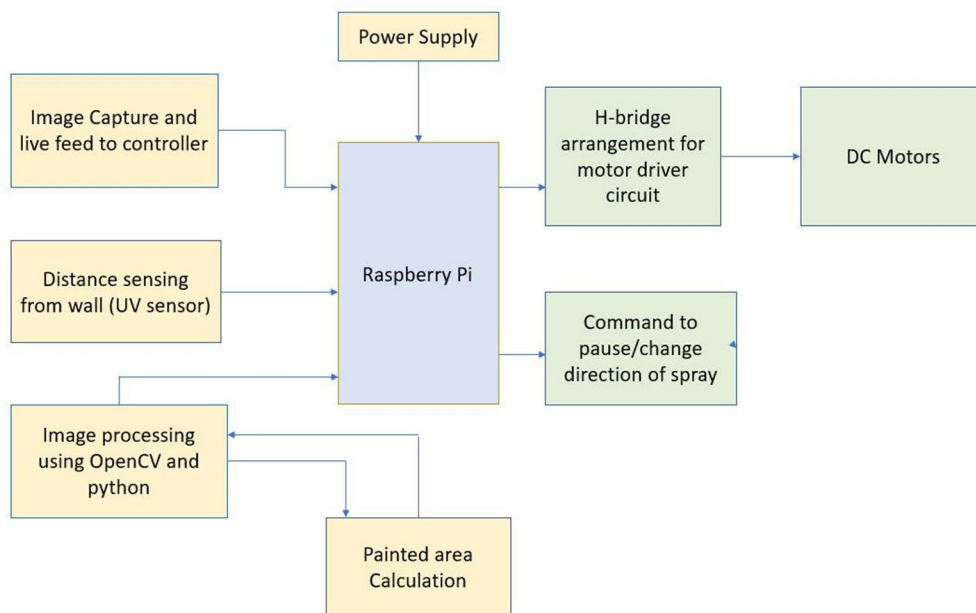 Power Supply
Image Capture and
live feed to controller
H-bridge
arrangement for
motor driver
circuit
DC Motors
Distance sensing
from wall (UV sensor)
Raspberry Pi
Command to
pause/change
direction of spray
Image processing
using OpenCV and
python
Painted area
Calculation